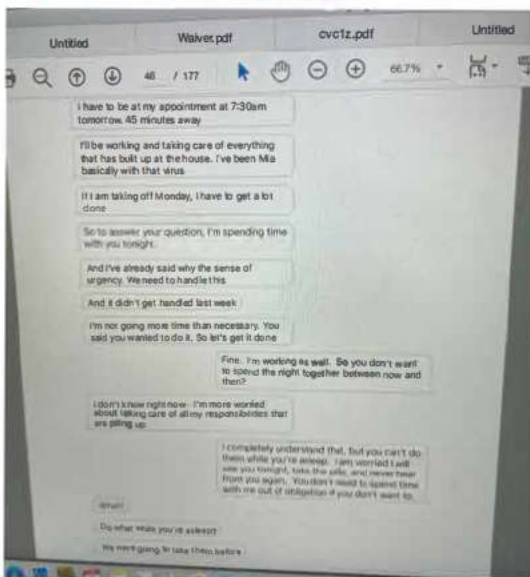 Untitled
Waiver.pdf
cvc1z.pdf
Untitled
46 / 177
66.7%
I have to be at my appointment at 7:30am
tomorrow. 45 minutes away
I'll be working and taking care of everything
that has built up at the house. I've been Mia
basically with that virus
If I am taking off Monday, I have to get a lot
done
So to answer your question, I'm spending time
with you tonight.
And I've already said why the sense of
urgency. We need to handle this
And it didn't get handled last week
I'm not going more time than necessary. You
said you wanted to do it. So let's get it done
Fine. I'm working as well. So you don't want
to spend the night together between now and
then?
I don't know right now. I'm more worried
about taking care of all my responsibilities that
are piling up
I completely understand that, but you can't do
them while you're asleep. I am worried I will
see you tonight, take the pills, and never hear
from you again. You don't need to spend time
with me out of obligation if you don't want to.
Do what while you're asleep?
We were going to take them before